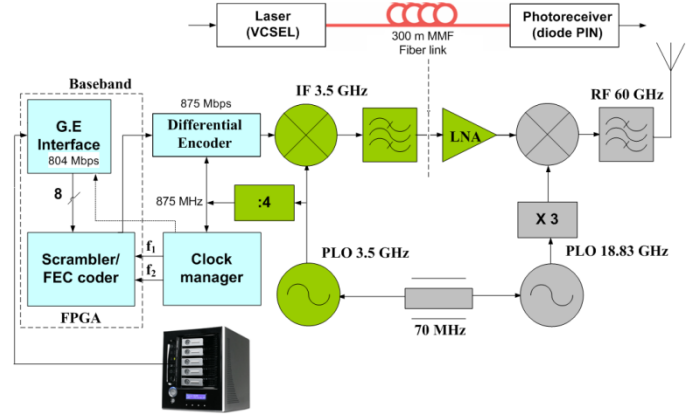 Laser
(VCSEL)
300 m MMF
Fiber link
Photoreceiver
(diode PIN)
Baseband
875 Mbps
IF 3.5 GHz
RF 60 GHz
G.E
Interface
804 Mbps
Differential
Encoder
LNA
8
875 MHz
:4
X 3
Scrambler/
FEC coder
f1
f2
Clock
manager
PLO 3.5 GHz
PLO 18.83 GHz
FPGA
70 MHz